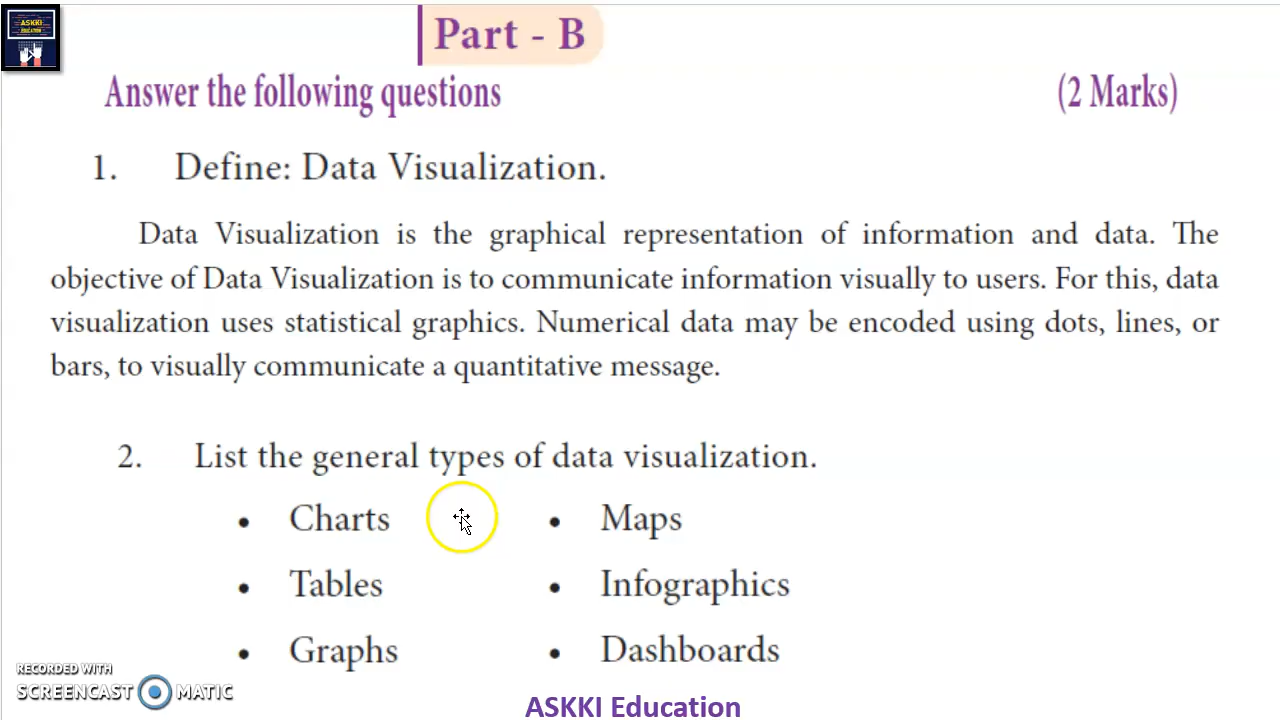 ASKKI
EDUCATION
Part - B
Answer the following questions (2 Marks)
1. Define: Data Visualization.
Data Visualization is the graphical representation of information and data. The
objective of Data Visualization is to communicate information visually to users. For this, data
visualization uses statistical graphics. Numerical data may be encoded using dots, lines, or
bars, to visually communicate a quantitative message.
2. List the general types of data visualization.
• Charts • Maps
• Tables • Infographics
• Graphs • Dashboards
RECORDED WITH
SCREENCAST MATIC
ASKKI Education